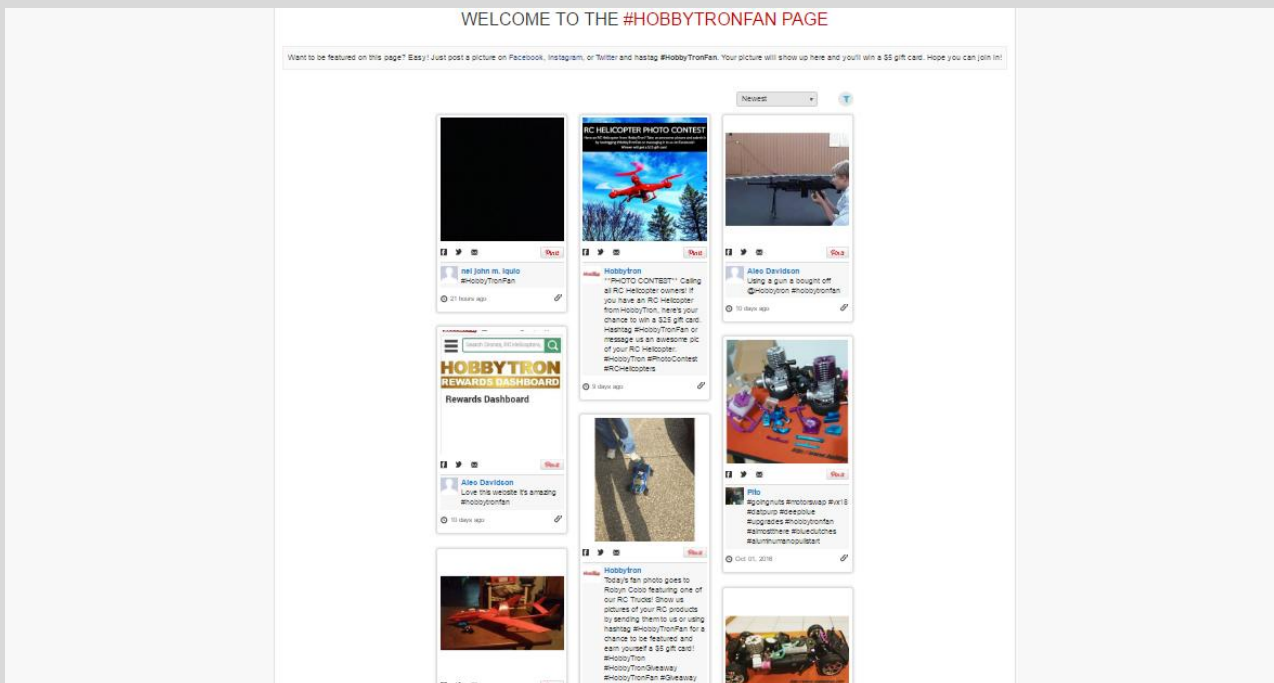 WELCOME TO THE #HOBBYTRONFAN PAGE
Want to be featured on this page? Easy! Just post a picture on Facebook, Instagram, or Twitter and hastag #HobbyTronFan. Your picture will show up here and you'll win a $5 gift card. Hope you can join in!
Newest
Pin it
nel john m. iquio
#HobbyTronFan
21 hours ago
Search Drones, RC Helicopters,
HOBBYTRON
REWARDS DASHBOARD
Rewards Dashboard
Pin it
Aleo Davidson
Love this website it's amazing
#hobbytronfan
10 days ago
RC HELICOPTER PHOTO CONTEST
Pin it
Hobbytron
**PHOTO CONTEST** Calling
all RC Helicopter owners! If
you have an RC Helicopter
from HobbyTron, here's your
chance to win a $25 gift card.
Hashtag #HobbyTronFan or
message us an awesome pic
of your RC Helicopter.
#HobbyTron #PhotoContest
#RCHelicopters
9 days ago
Pin it
Hobbytron
Today's fan photo goes to
Robyn Cobb featuring one of
our RC Trucks! Show us
pictures of your RC products
by sending them to us or using
hashtag #HobbyTronFan for a
chance to be featured and
earn yourself a $5 gift card!
#HobbyTron
#HobbyTronGiveaway
#HobbyTronFan #Giveaway
Pin it
Aleo Davidson
Using a gun a bought off
@Hobbytron #hobbytronfan
10 days ago
Pin it
Pito
#goingnuts #motorswap #vx18
#datpurp #deepblue
#upgrades #hobbytronfan
#almostthere #blueclutches
#aluminumanopullstart
Oct 01, 2016